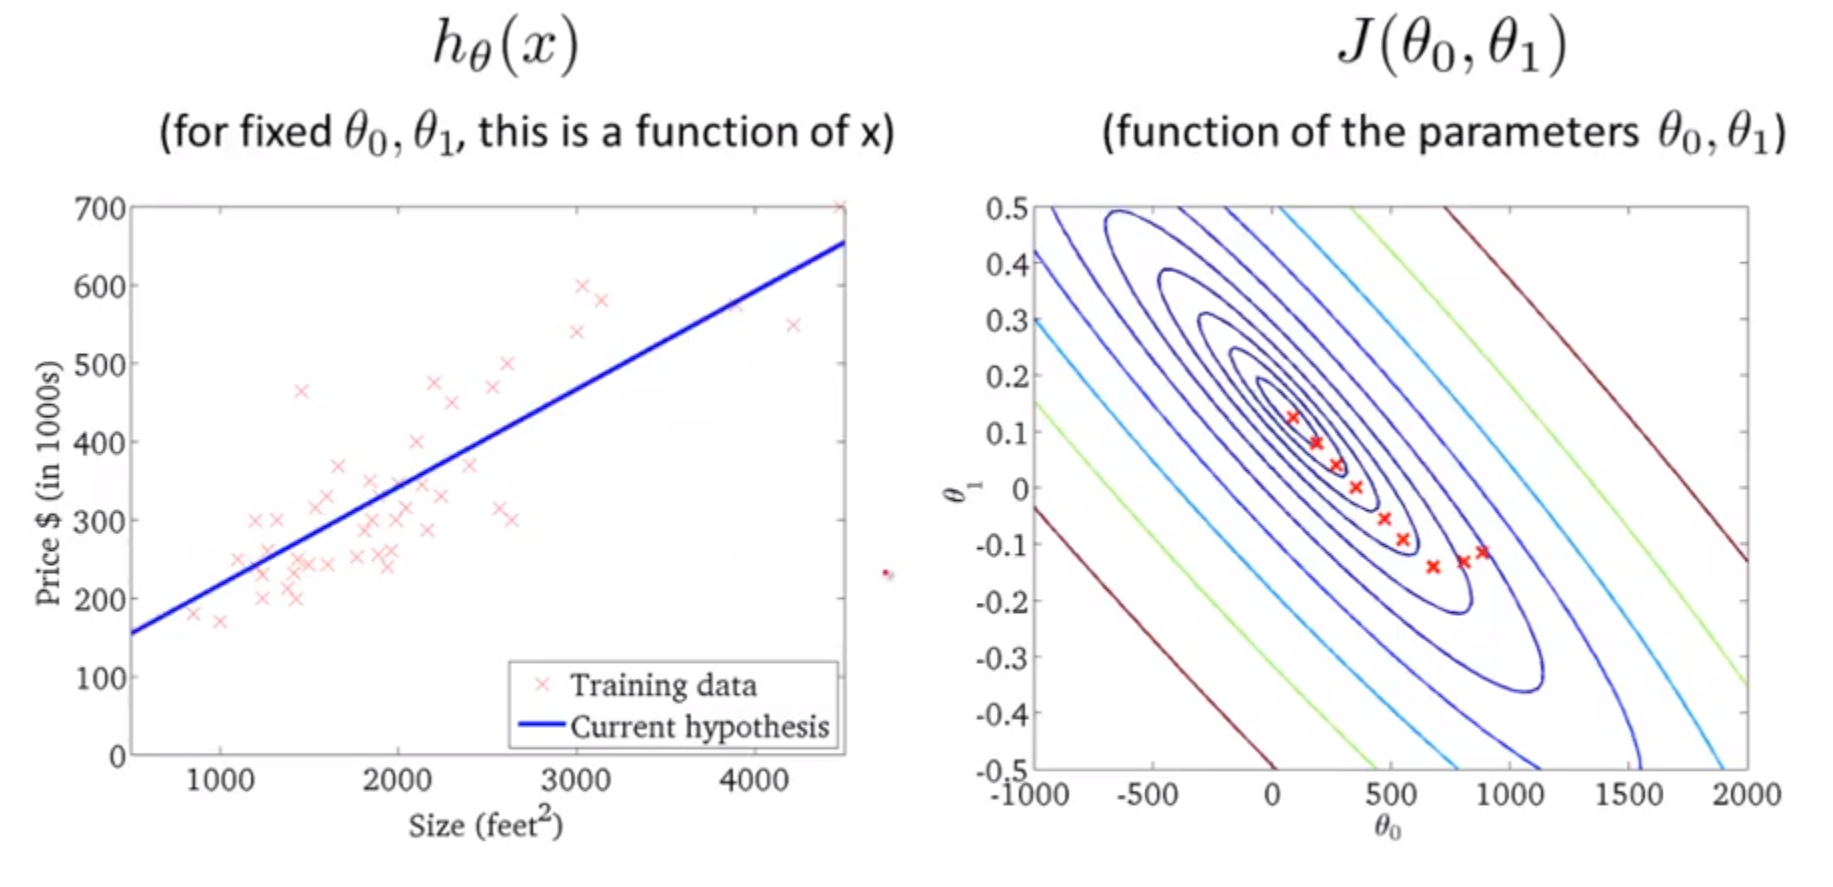 h_θ(x)
(for fixed θ₀, θ₁, this is a function of x)
700
600
500
400
300
200
100
0
Price $ (in 1000s)
1000 2000 3000 4000
Size (feet²)
Training data
Current hypothesis
J(θ₀, θ₁)
(function of the parameters θ₀, θ₁)
0.5
0.4
0.3
0.2
0.1
0
-0.1
-0.2
-0.3
-0.4
-0.5
θ₁
-1000 -500 0 500 1000 1500 2000
θ₀